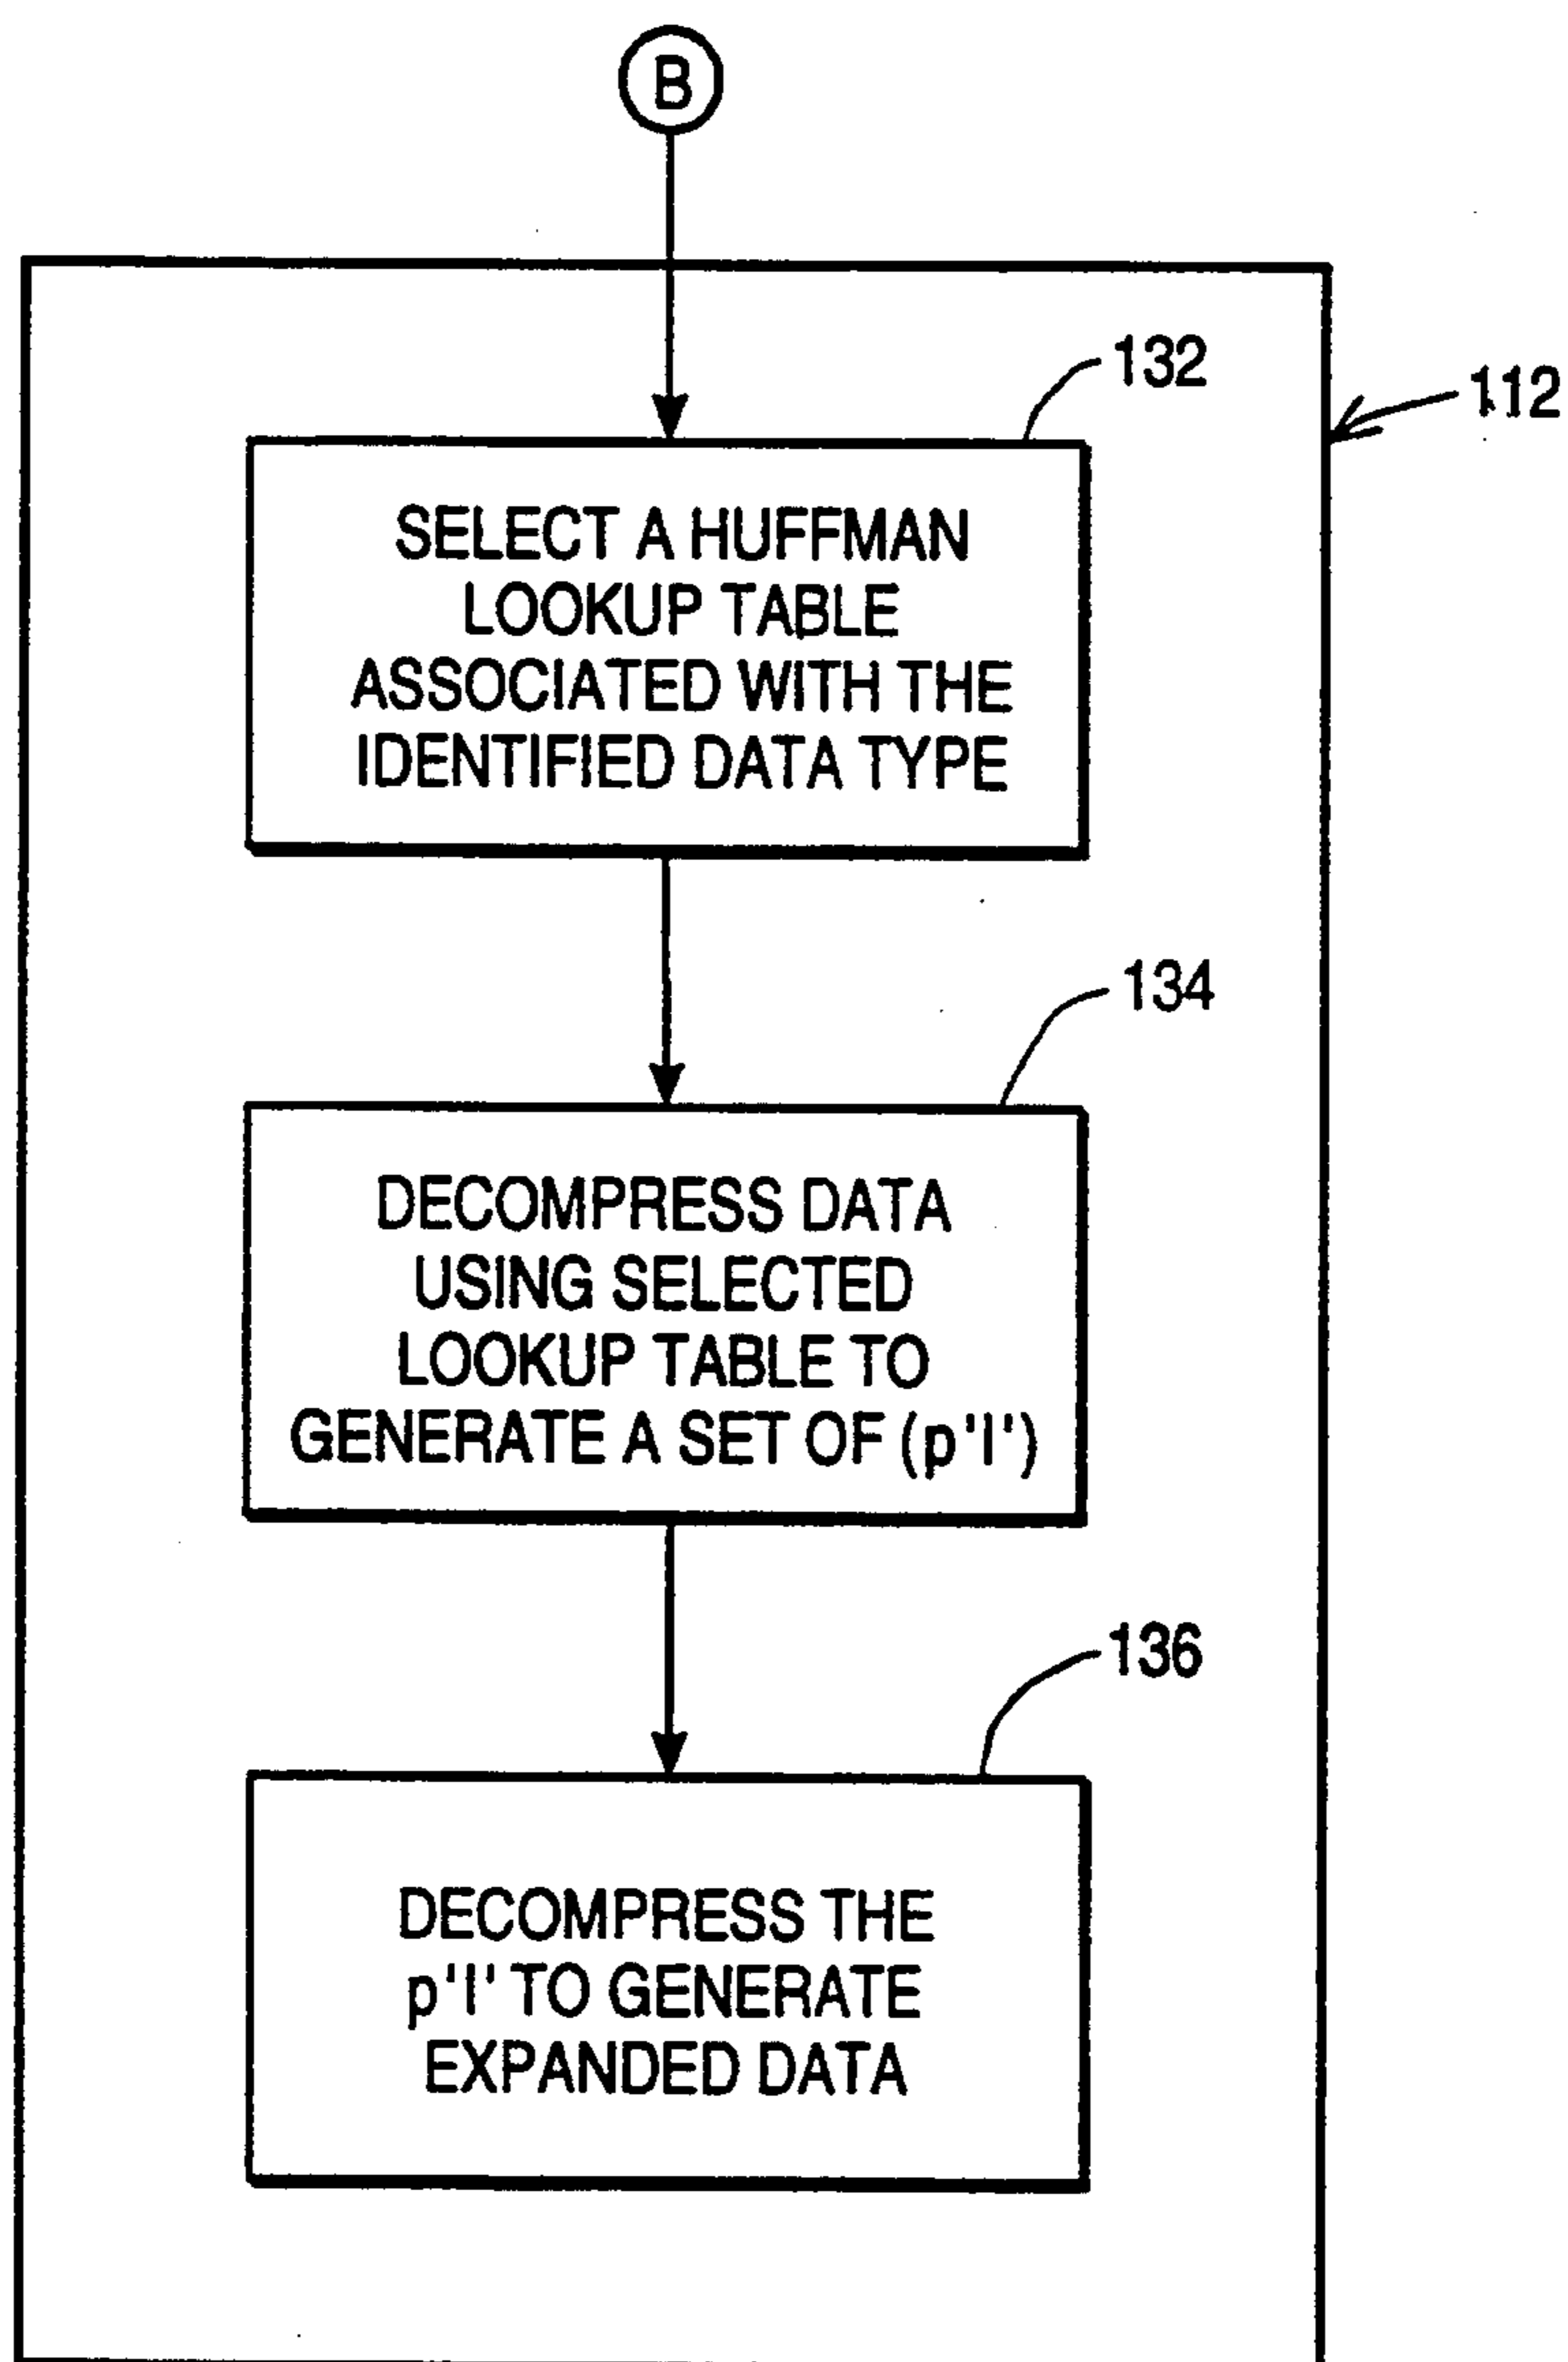 B
132
112
SELECT A HUFFMAN
LOOKUP TABLE
ASSOCIATED WITH THE
IDENTIFIED DATA TYPE
134
DECOMPRESS DATA
USING SELECTED
LOOKUP TABLE TO
GENERATE A SET OF (p'l')
136
DECOMPRESS THE
p'l' TO GENERATE
EXPANDED DATA